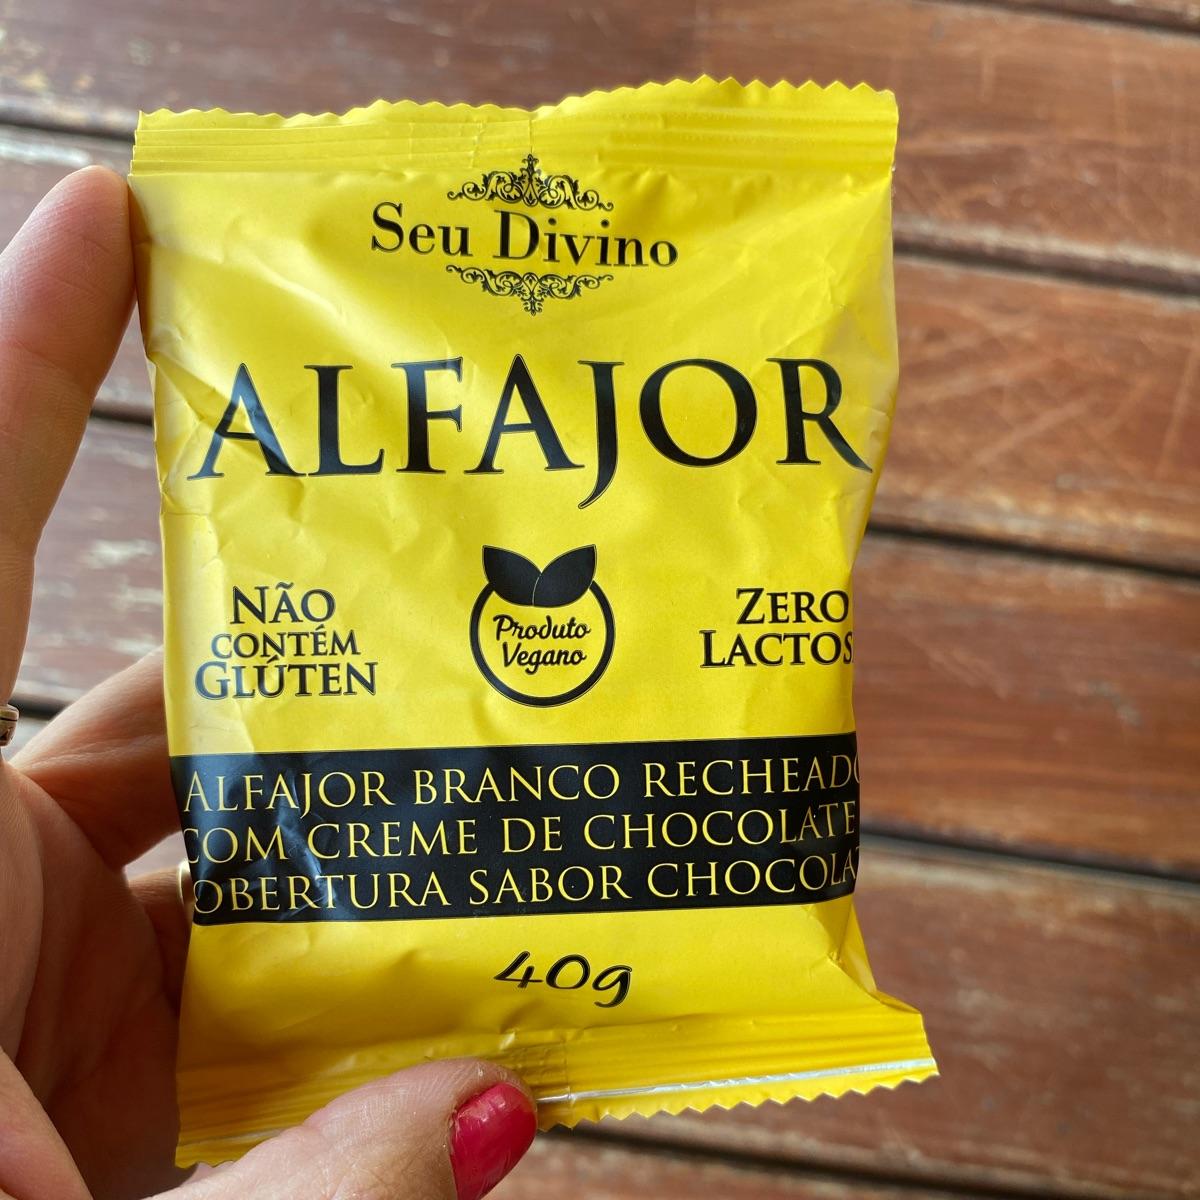 Seu Divino
ALFAJOR
NÃO
CONTÉM
GLÚTEN
Produto
Vegano
ZERO
LACTOS
ALFAJOR BRANCO RECHEADO
COM CREME DE CHOCOLATE
OBERTURA SABOR CHOCOLA
40g